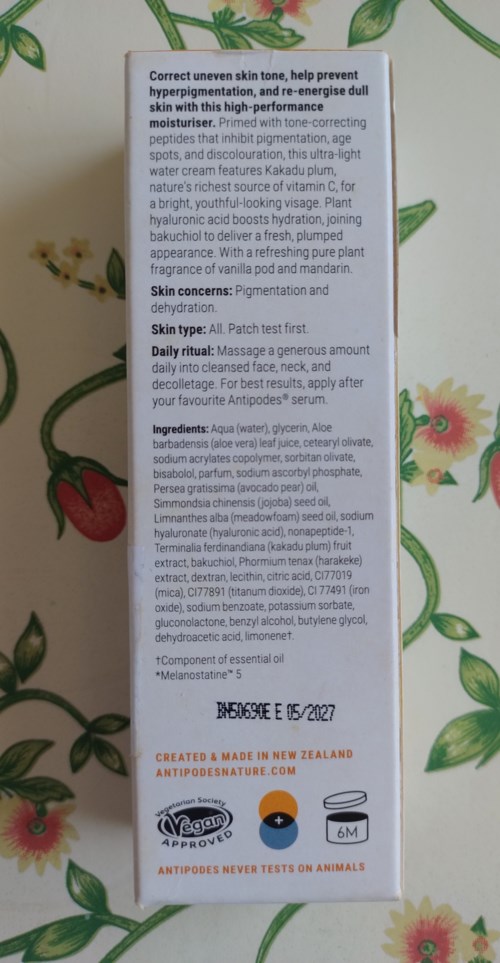 Correct uneven skin tone, help prevent
hyperpigmentation, and re-energise dull
skin with this high-performance
moisturiser. Primed with tone-correcting
peptides that inhibit pigmentation, age
spots, and discolouration, this ultra-light
water cream features Kakadu plum,
nature's richest source of vitamin C, for
a bright, youthful-looking visage. Plant
hyaluronic acid boosts hydration, joining
bakuchiol to deliver a fresh, plumped
appearance. With a refreshing pure plant
fragrance of vanilla pod and mandarin.
Skin concerns: Pigmentation and
dehydration.
Skin type: All. Patch test first.
Daily ritual: Massage a generous amount
daily into cleansed face, neck, and
decolletage. For best results, apply after
your favourite Antipodes® serum.
Ingredients: Aqua (water), glycerin, Aloe
barbadensis (aloe vera) leaf juice, cetearyl olivate,
sodium acrylates copolymer, sorbitan olivate,
bisabolol, parfum, sodium ascorbyl phosphate,
Persea gratissima (avocado pear) oil,
Simmondsia chinensis (jojoba) seed oil,
Limnanthes alba (meadowfoam) seed oil, sodium
hyaluronate (hyaluronic acid), nonapeptide-1,
Terminalia ferdinandiana (kakadu plum) fruit
extract, bakuchiol, Phormium tenax (harakeke)
extract, dextran, lecithin, citric acid, CI77019
(mica), CI77891 (titanium dioxide), CI 77491 (iron
oxide), sodium benzoate, potassium sorbate,
gluconolactone, benzyl alcohol, butylene glycol,
dehydroacetic acid, limonene†.
†Component of essential oil
*Melanostatine™ 5
BN50690E E 05/2027
CREATED & MADE IN NEW ZEALAND
ANTIPODESNATURE.COM
Vegetarian Society
Vegan
APPROVED
+
6M
ANTIPODES NEVER TESTS ON ANIMALS